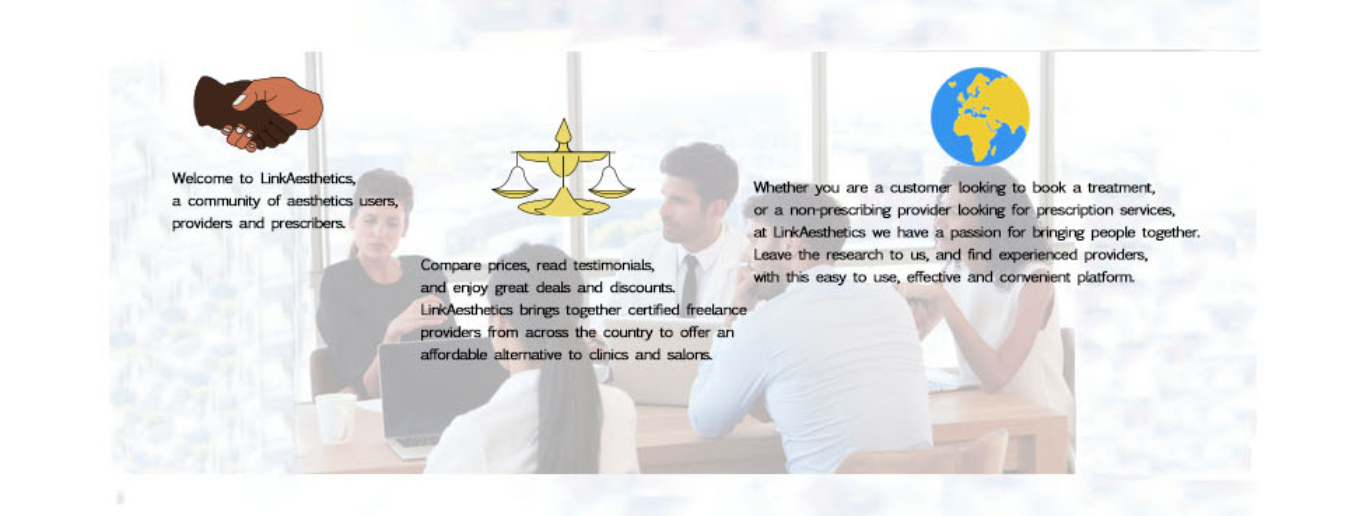 Welcome to LinkAesthetics,
a community of aesthetics users,
providers and prescribers.
Compare prices, read testimonials,
and enjoy great deals and discounts.
LinkAesthetics brings together certified freelance
providers from across the country to offer an
affordable alternative to clinics and salons.
Whether you are a customer looking to book a treatment,
or a non-prescribing provider looking for prescription services,
at LinkAesthetics we have a passion for bringing people together.
Leave the research to us, and find experienced providers,
with this easy to use, effective and convenient platform.